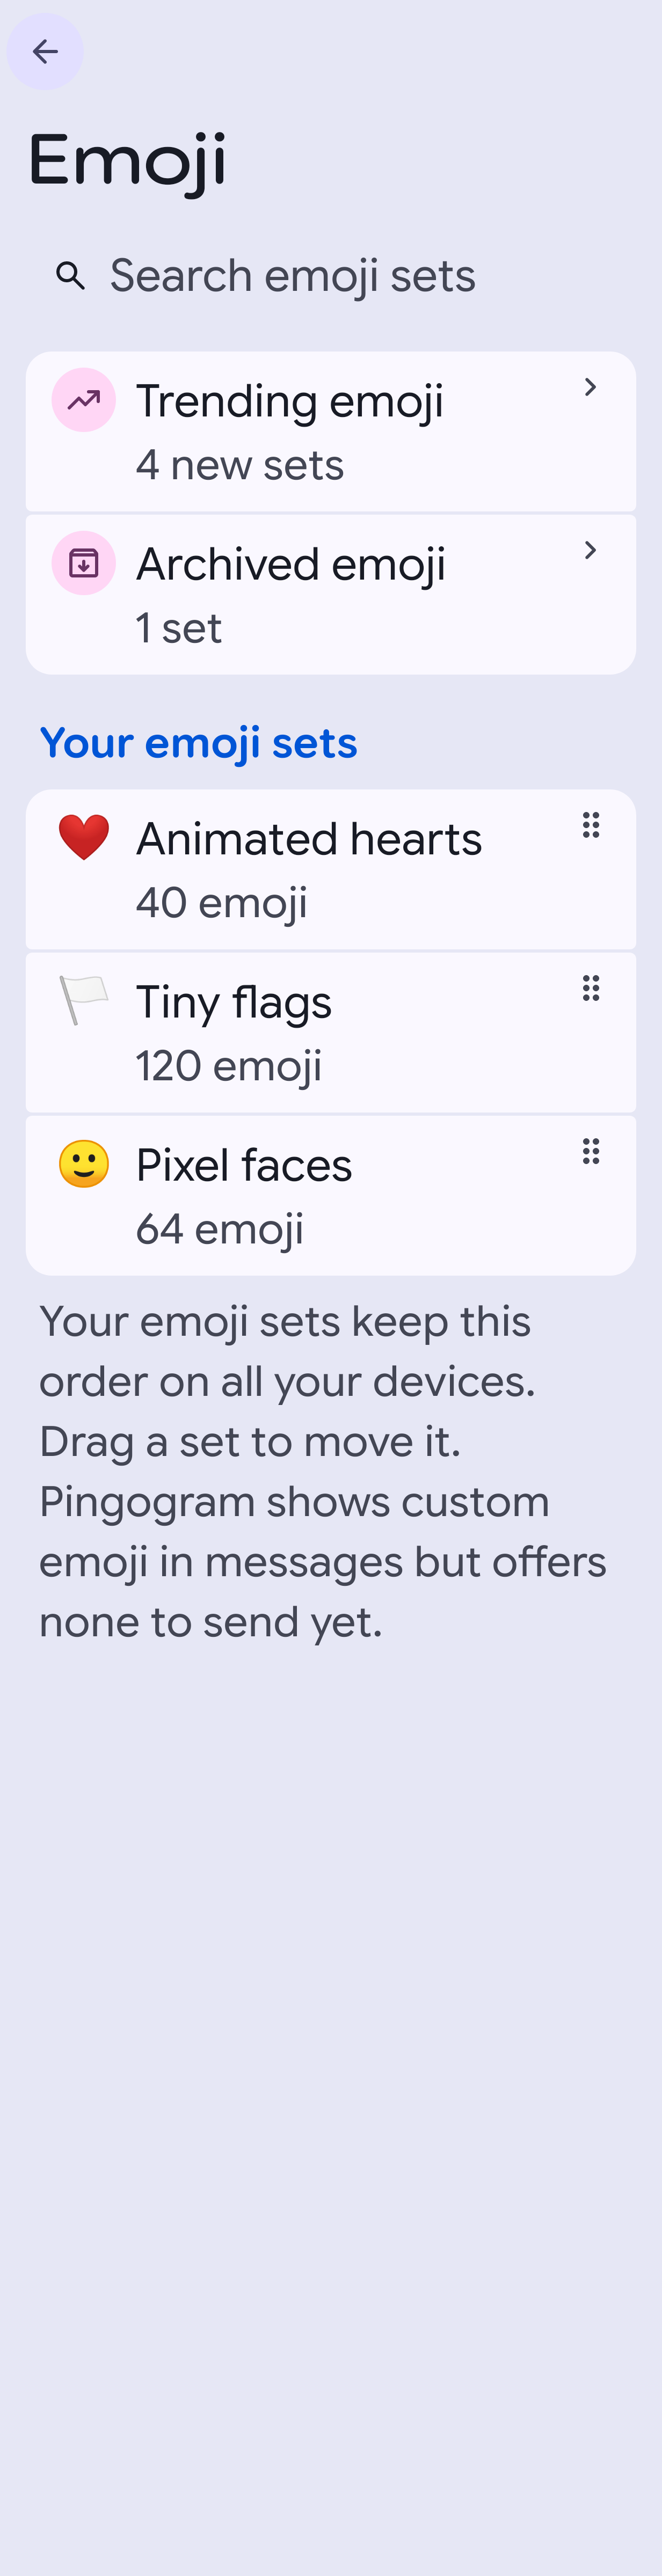 Emoji
Search emoji sets
Trending emoji
4 new sets
Archived emoji
1 set
Your emoji sets
Animated hearts
40 emoji
Tiny flags
120 emoji
Pixel faces
64 emoji
Your emoji sets keep this
order on all your devices.
Drag a set to move it.
Pingogram shows custom
emoji in messages but offers
none to send yet.